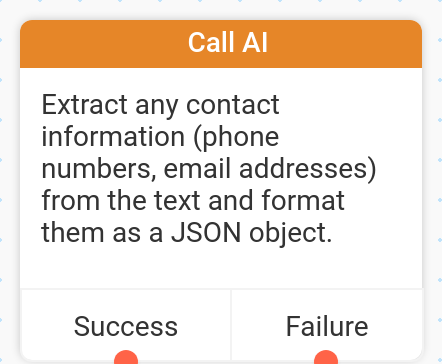 Call AI
Extract any contact
information (phone
numbers, email addresses)
from the text and format
them as a JSON object.
Success
Failure